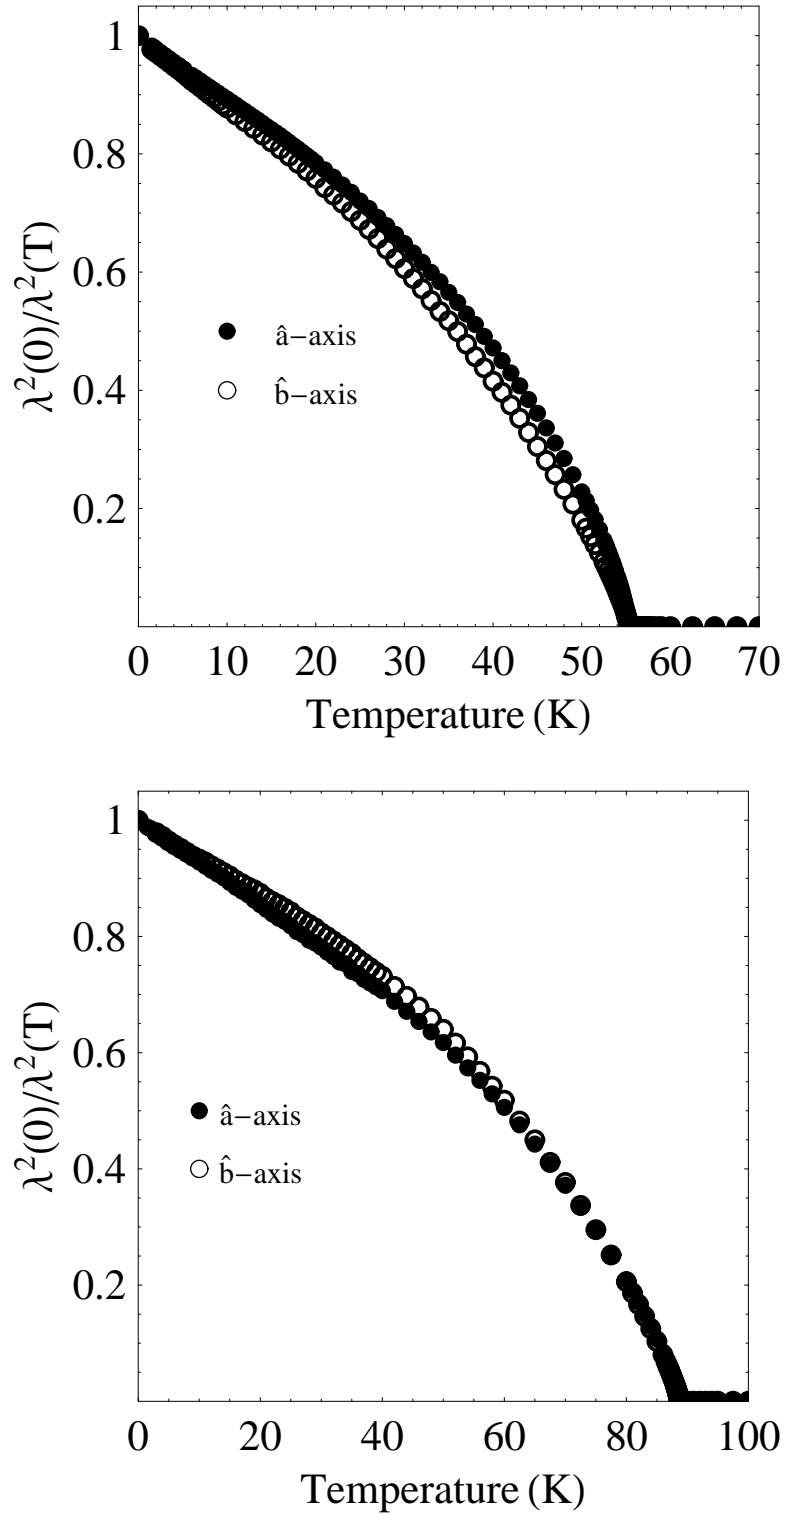 1
0.8
0.6
0.4
0.2
λ²(0)/λ²(T)
â−axis
b̂−axis
0 10 20 30 40 50 60 70
Temperature (K)
1
0.8
0.6
0.4
0.2
λ²(0)/λ²(T)
â−axis
b̂−axis
0 20 40 60 80 100
Temperature (K)